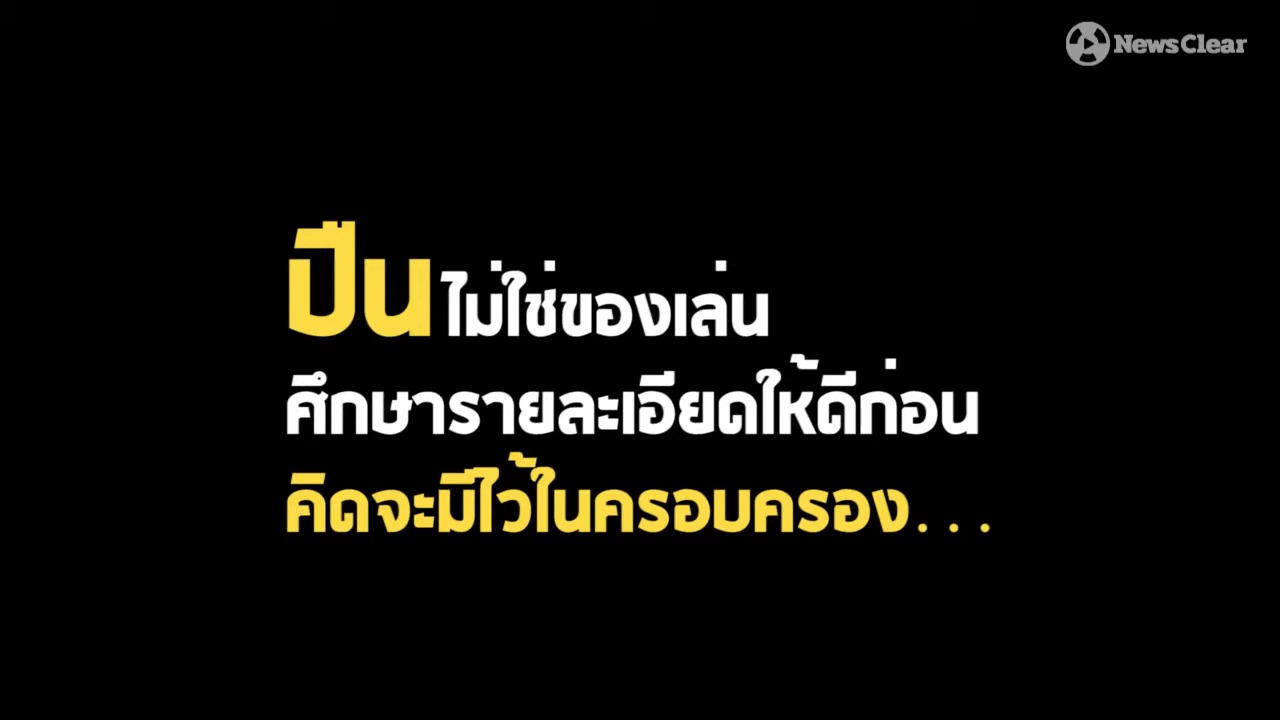 NewsClear
ปืน ไม่ใช่ของเล่น
ศึกษารายละเอียดให้ดีก่อน
คิดจะมีไว้ในครอบครอง...